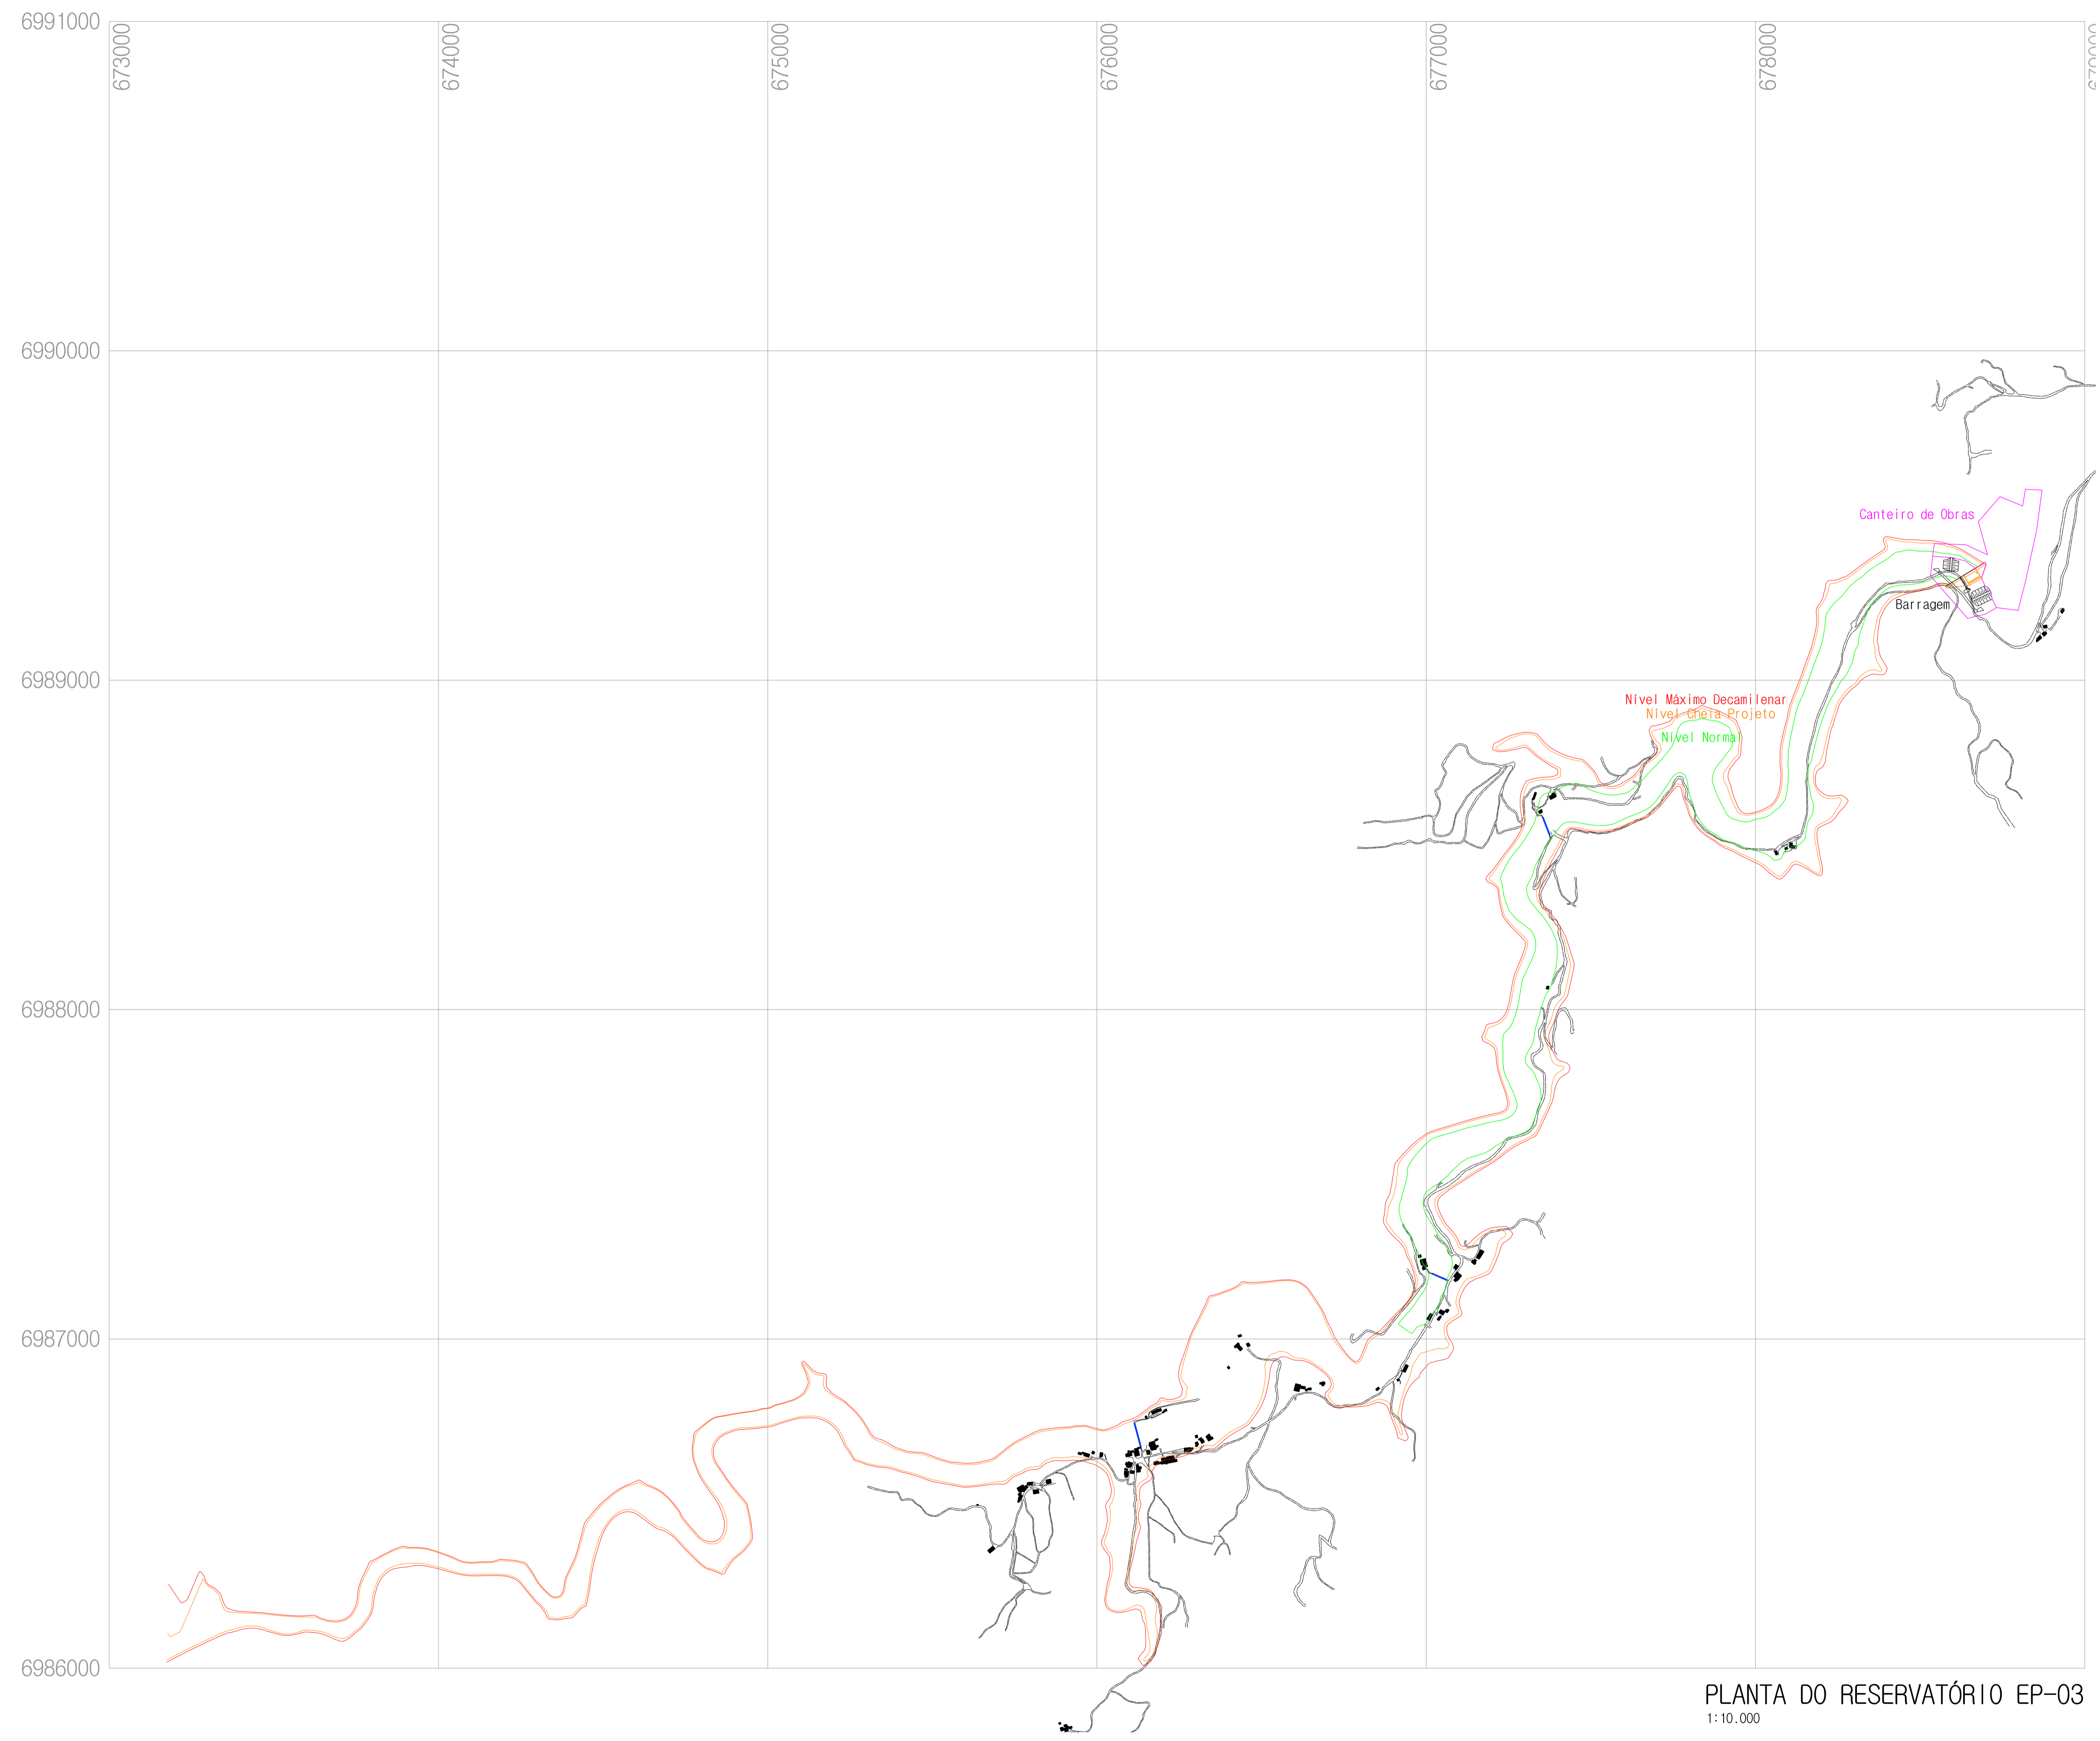 6991000
673000
674000
675000
676000
677000
678000
6990000
Canteiro de Obras
Barragem
6989000
Nível Máximo Decamilenar
Nível Cheia Projeto
Nível Normal
6988000
6987000
6986000
PLANTA DO RESERVATÓRIO EP-03
1:10.000